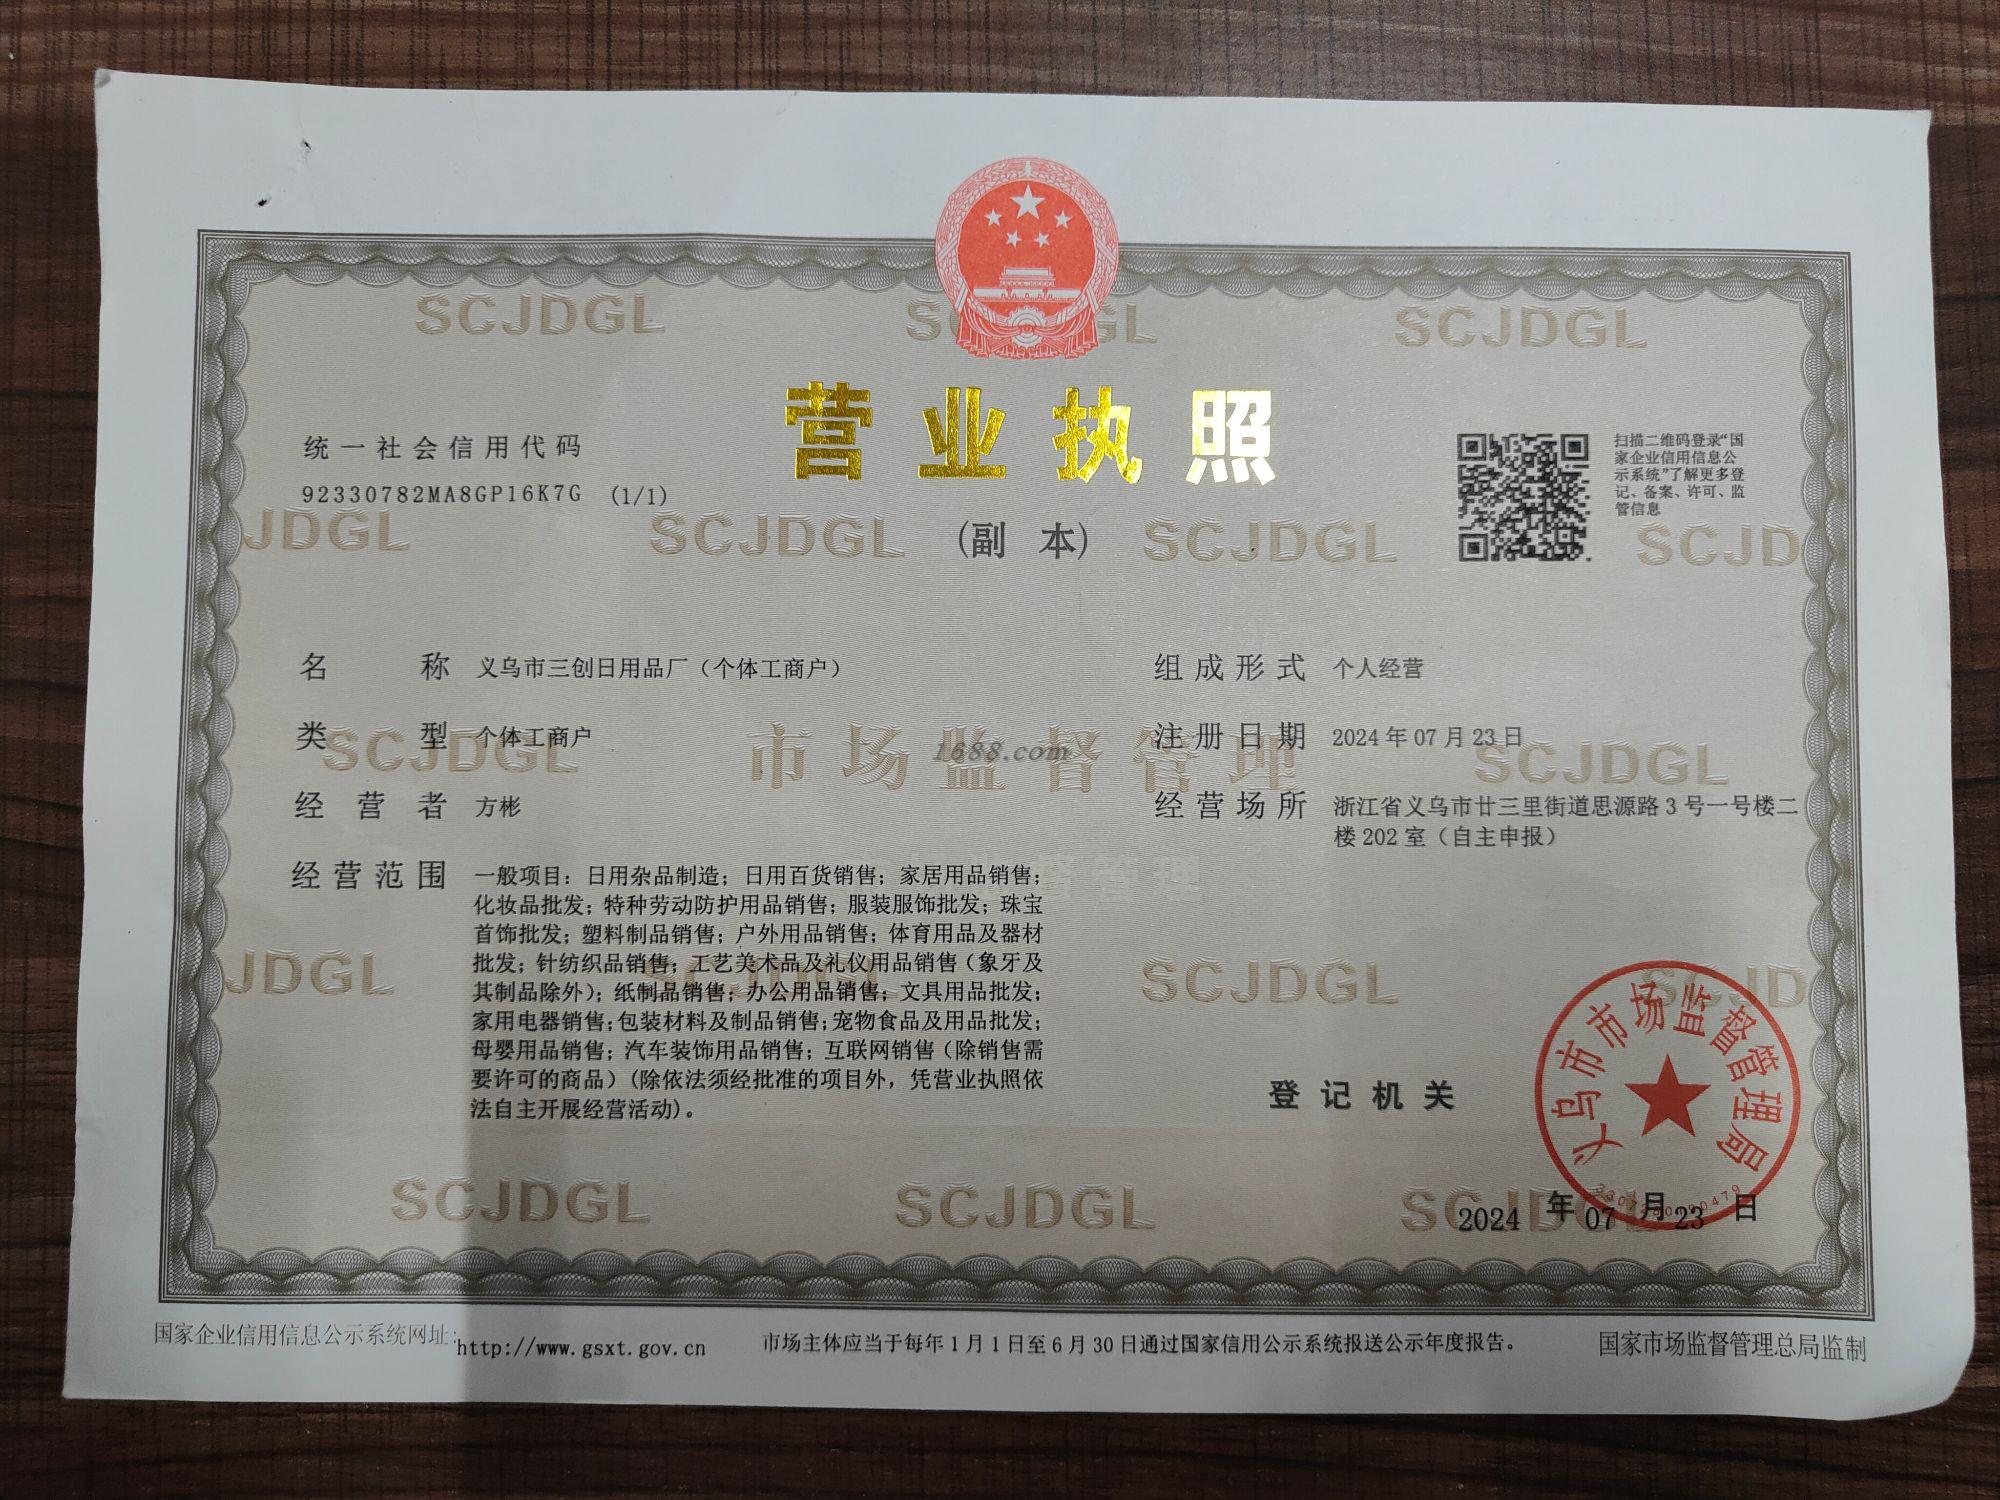 营业执照
(副 本)
统一社会信用代码
92330782MA8GP16K7G (1/1)
扫描二维码登录“国
家企业信用信息公
示系统”了解更多登
记、备案、许可、监
管信息
名 称 义乌市三创日用品厂（个体工商户）
类 型 个体工商户
经 营 者 方彬
经 营 范 围 一般项目：日用杂品制造；日用百货销售；家居用品销售；
化妆品批发；特种劳动防护用品销售；服装服饰批发；珠宝
首饰批发；塑料制品销售；户外用品销售；体育用品及器材
批发；针纺织品销售；工艺美术品及礼仪用品销售（象牙及
其制品除外）；纸制品销售；办公用品销售；文具用品批发；
家用电器销售；包装材料及制品销售；宠物食品及用品批发；
母婴用品销售；汽车装饰用品销售；互联网销售（除销售需
要许可的商品）(除依法须经批准的项目外，凭营业执照依
法自主开展经营活动)。
组 成 形 式 个人经营
注 册 日 期 2024年07月23日
经 营 场 所 浙江省义乌市廿三里街道思源路3号一号楼二
楼202室（自主申报）
1688.com
市场监督管理
SCJDGL SCJDGL
JDGL SCJDGL SCJDGL SCJD
SCJDGL SCJDGL
JDGL SCJDGL
SCJDGL SCJDGL
登 记 机 关
义乌市市场监督管理局
2024 年 07 月 23 日
国家企业信用信息公示系统网址：http://www.gsxt.gov.cn
市场主体应当于每年1月1日至6月30日通过国家信用公示系统报送公示年度报告。
国家市场监督管理总局监制